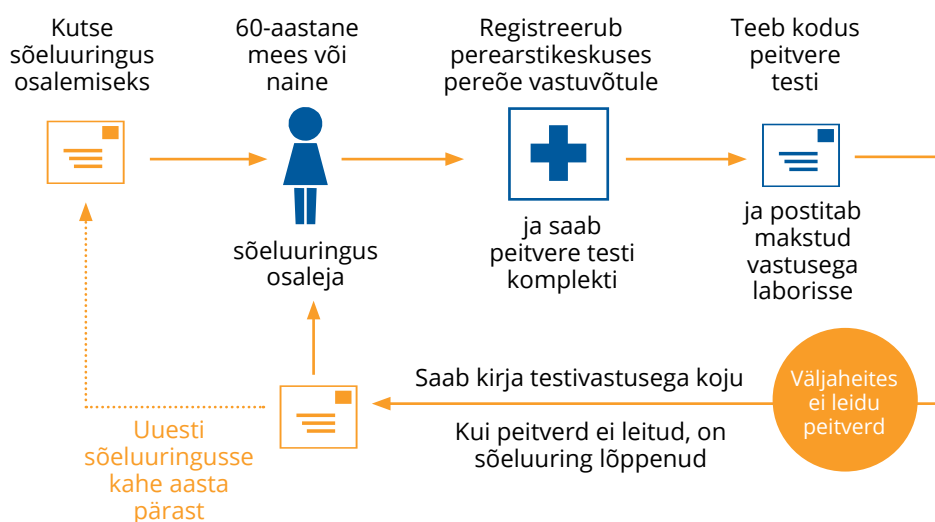 Kutse
sõeluuringus
osalemiseks
60-aastane
mees või
naine
sõeluuringus
osaleja
Registreerub
perearstikeskuses
pereõe vastuvõtule
ja saab
peitvere testi
komplekti
Teeb kodus
peitvere
testi
ja postitab
makstud
vastusega
laborisse
Väljaheites
ei leidu
peitverd
Saab kirja testivastusega koju
Kui peitverd ei leitud, on
sõeluuring lõppenud
Uuesti
sõeluuringusse
kahe aasta
pärast